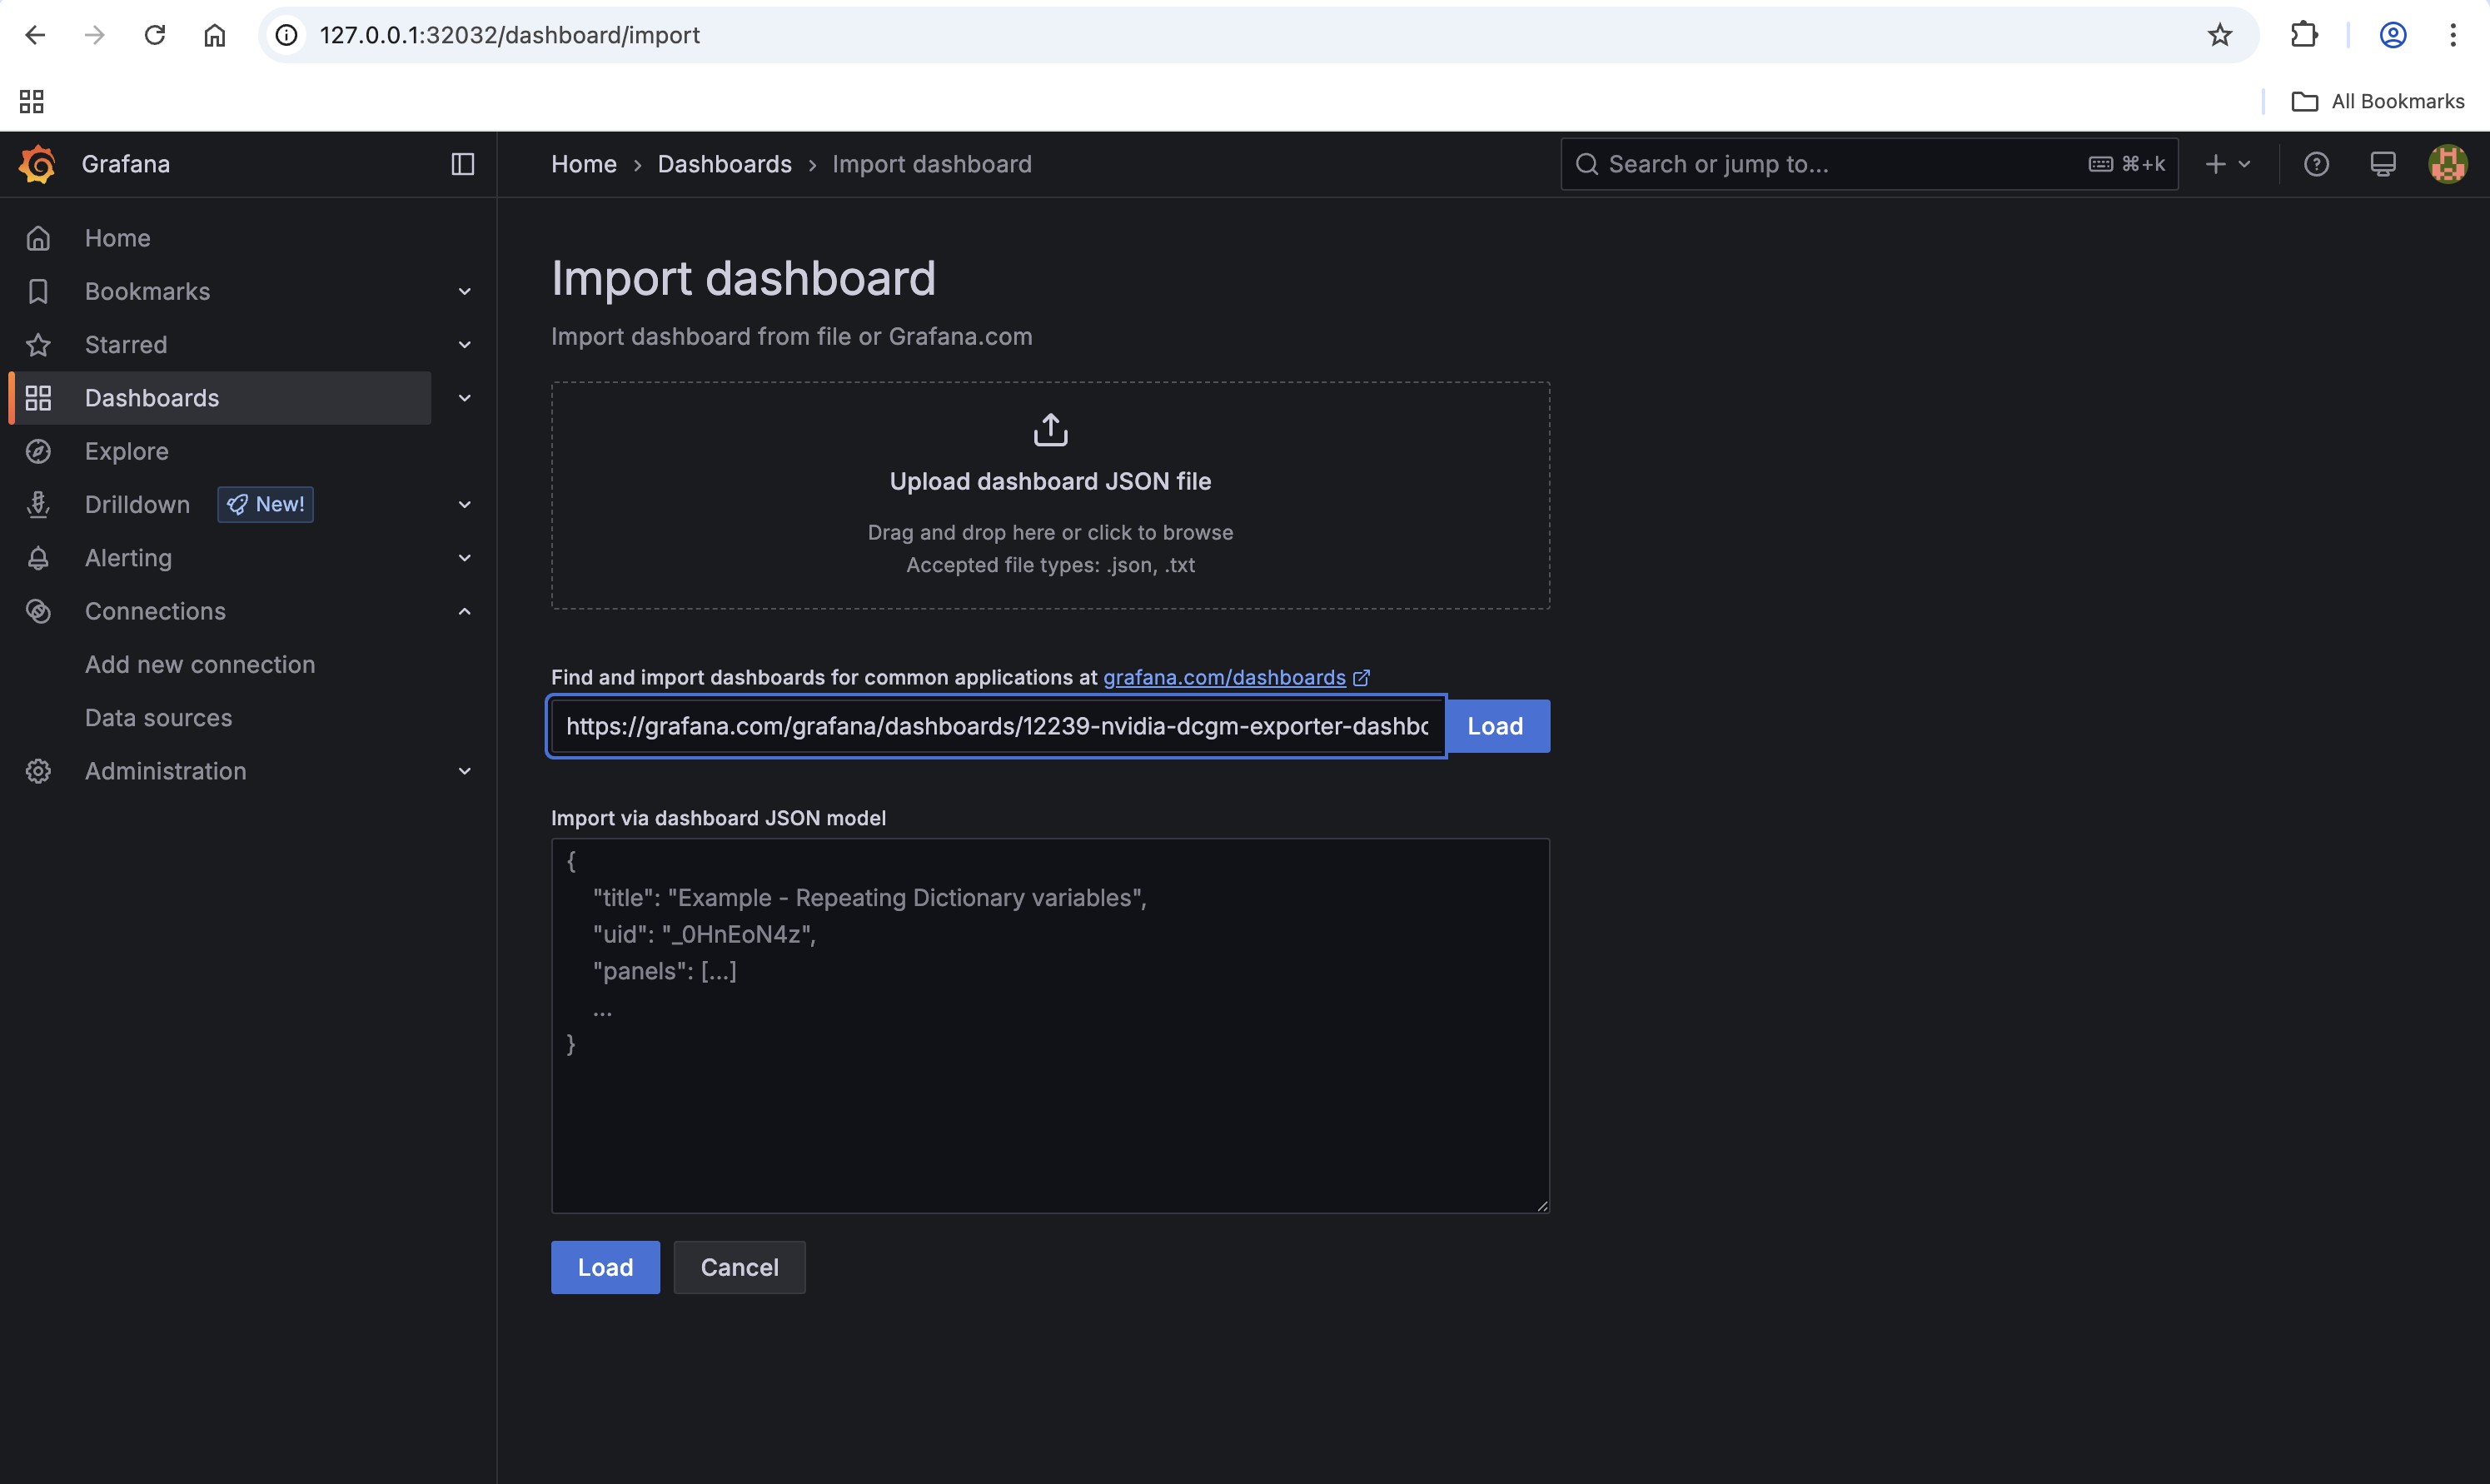 127.0.0.1:32032/dashboard/import
All Bookmarks
Grafana
Home › Dashboards › Import dashboard
Search or jump to...
⌘+k
Home
Bookmarks
Starred
Dashboards
Explore
Drilldown New!
Alerting
Connections
Add new connection
Data sources
Administration
Import dashboard
Import dashboard from file or Grafana.com
Upload dashboard JSON file
Drag and drop here or click to browse
Accepted file types: .json, .txt
Find and import dashboards for common applications at grafana.com/dashboards
https://grafana.com/grafana/dashboards/12239-nvidia-dcgm-exporter-dashbo
Load
Import via dashboard JSON model
{
"title": "Example - Repeating Dictionary variables",
"uid": "_0HnEoN4z",
"panels": [...]
...
}
Load
Cancel